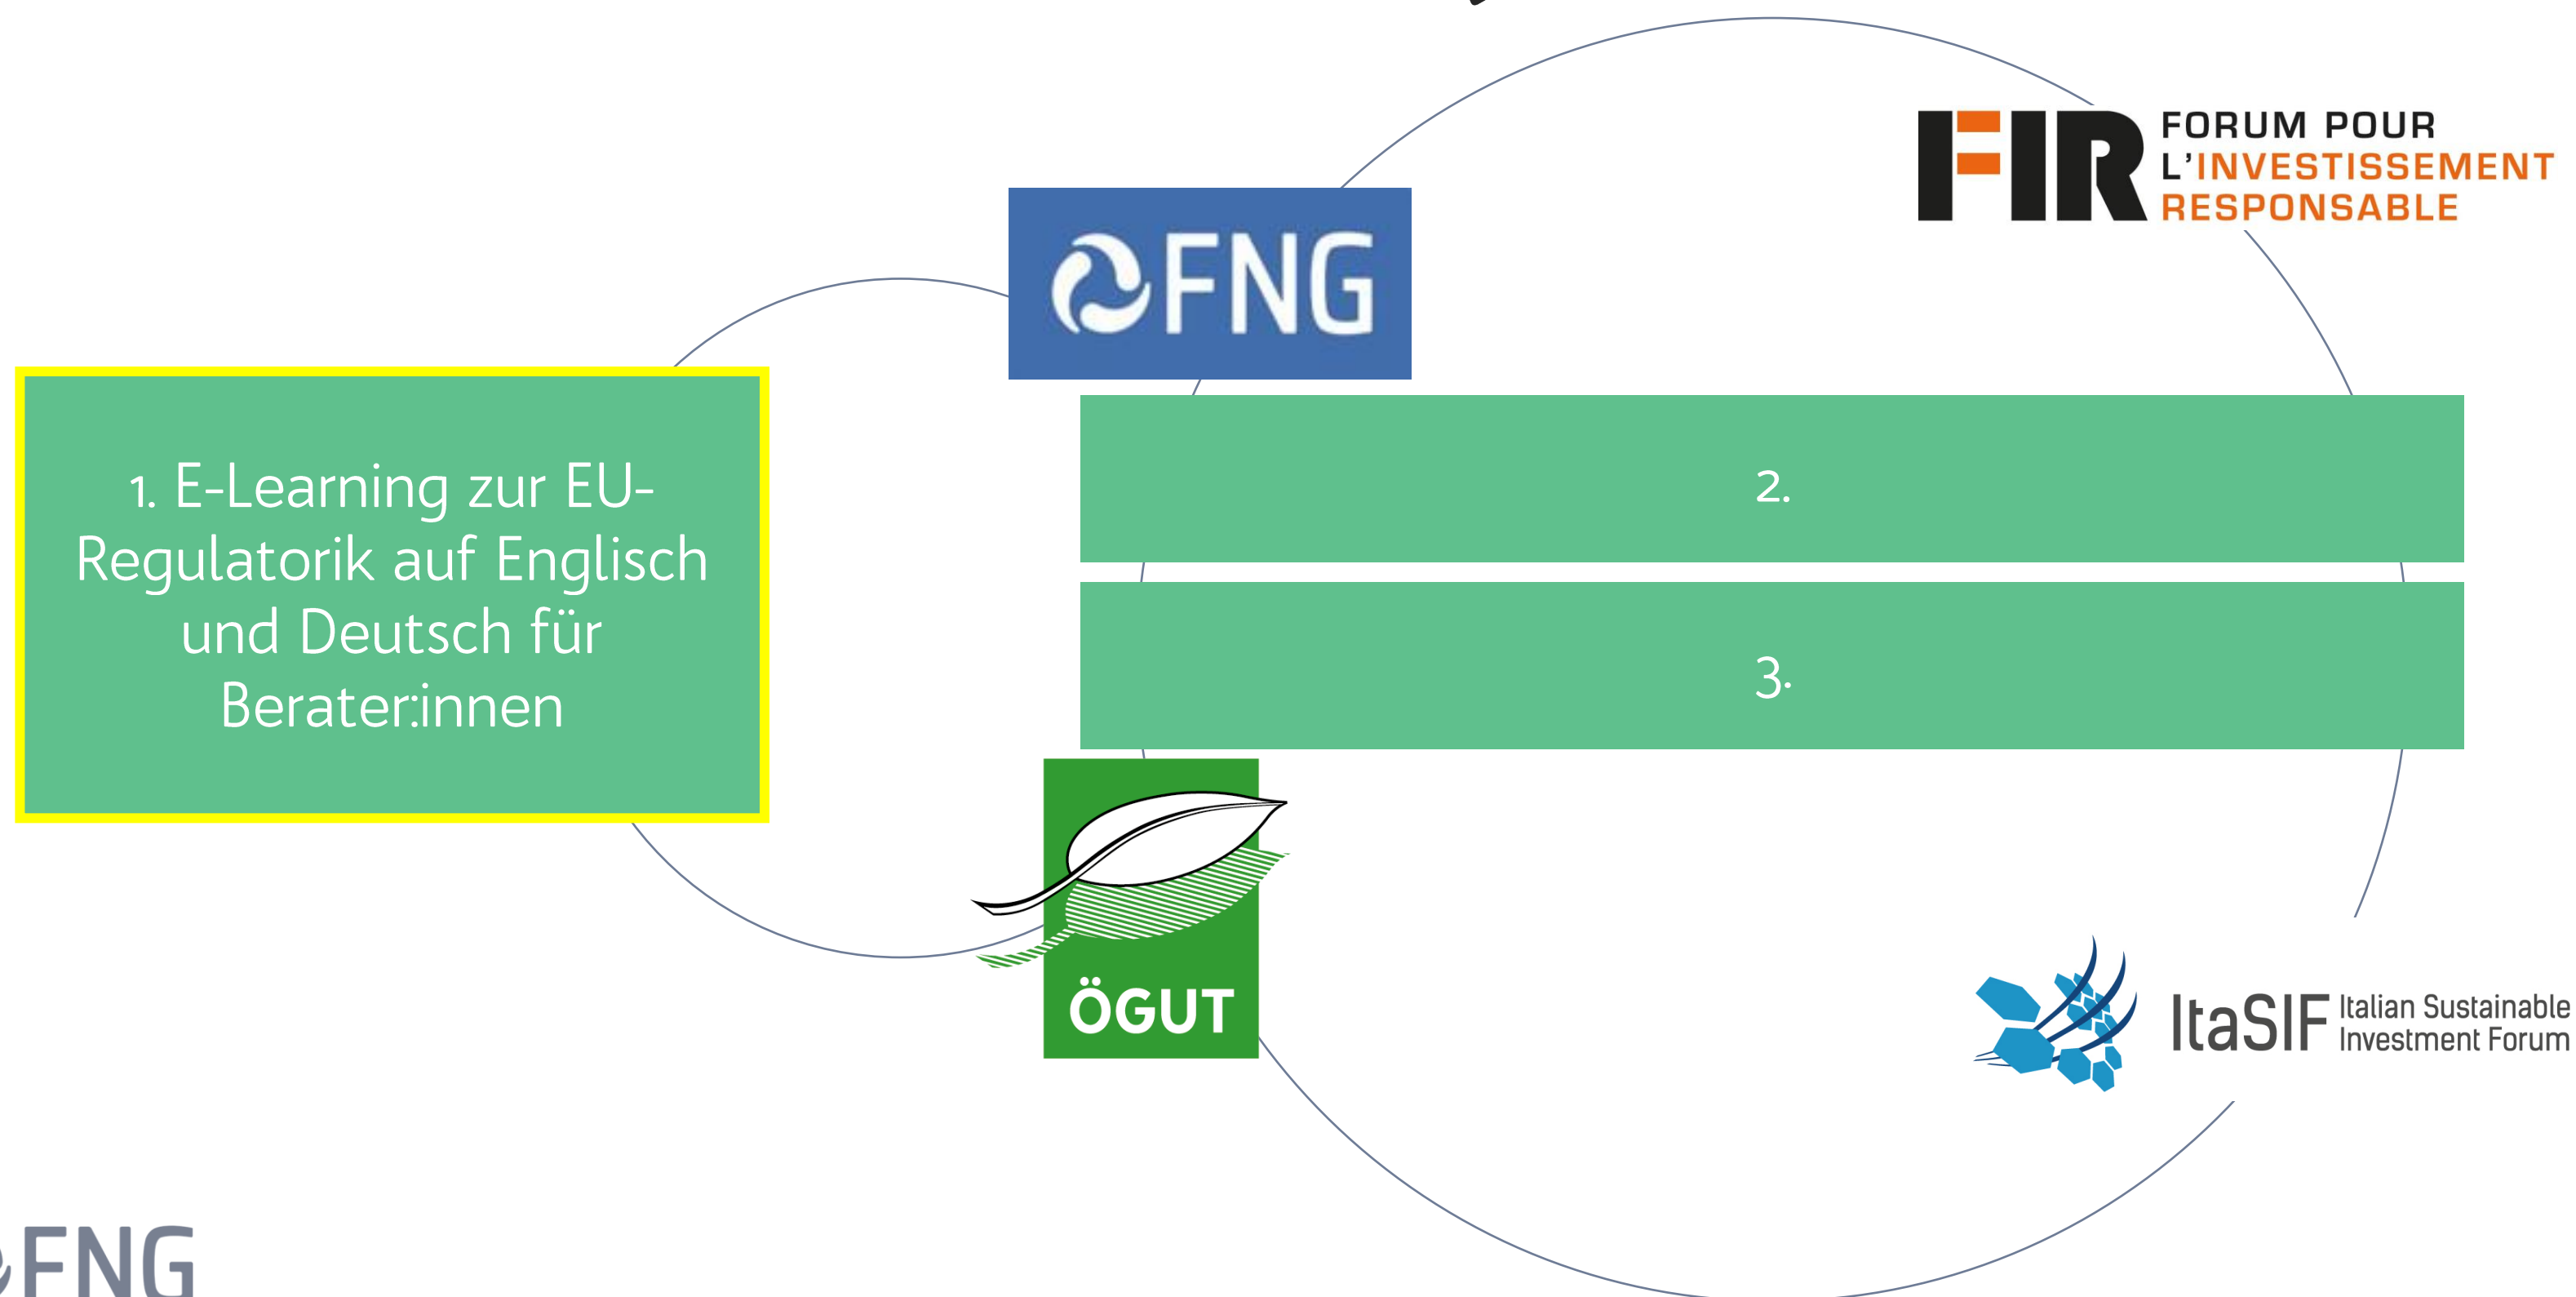 FIR
FORUM POUR
L'INVESTISSEMENT
RESPONSABLE
FNG
1. E-Learning zur EU-
Regulatorik auf Englisch
und Deutsch für
Berater:innen
2.
3.
ÖGUT
ItaSIF
Italian Sustainable
Investment Forum
FNG